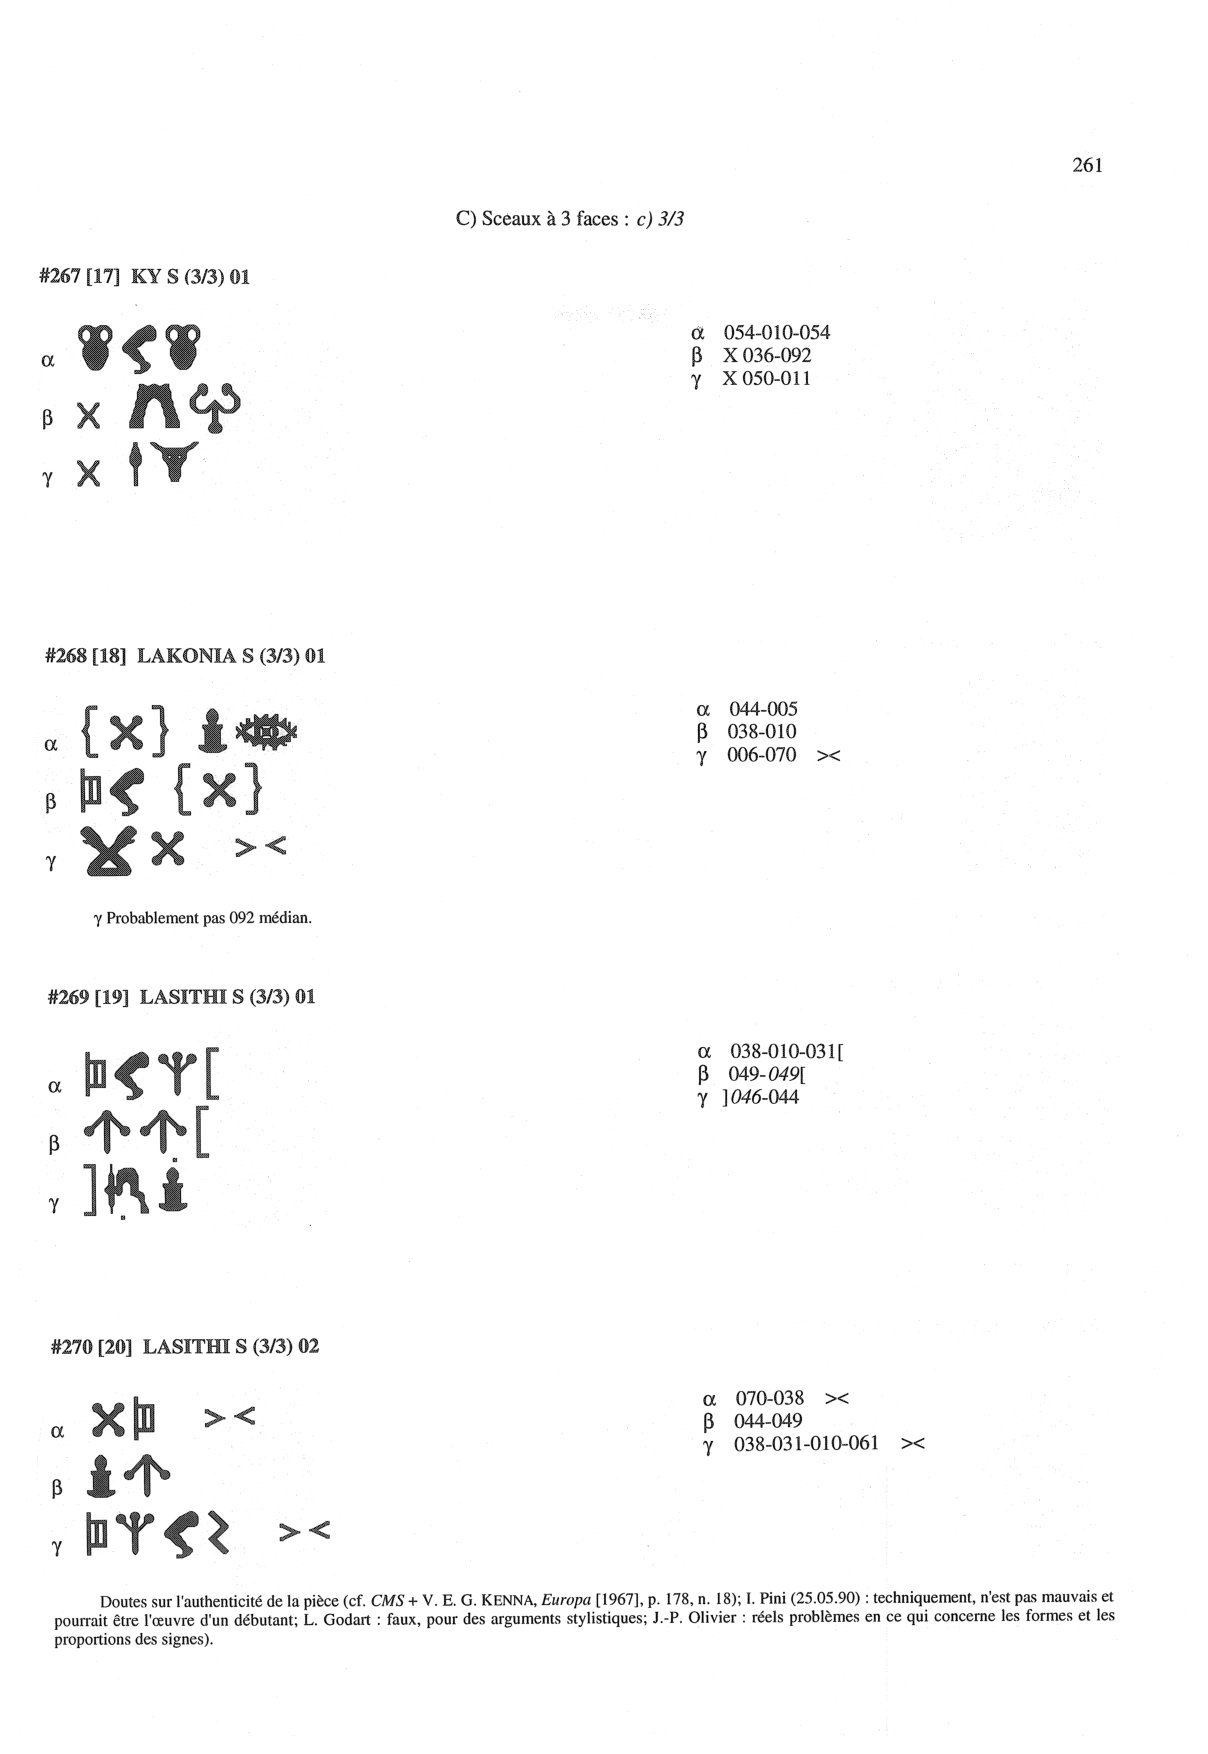 261
C) Sceaux à 3 faces : c) 3/3
#267 [17] KY S (3/3) 01
α
β X
γ X
α 054-010-054
β X 036-092
γ X 050-011
#268 [18] LAKONIA S (3/3) 01
α { }
β { }
γ ><
α 044-005
β 038-010
γ 006-070 ><
γ Probablement pas 092 médian.
#269 [19] LASITHI S (3/3) 01
α [
β [
γ ]
α 038-010-031[
β 049-049[
γ ]046-044
#270 [20] LASITHI S (3/3) 02
α ><
β
γ ><
α 070-038 ><
β 044-049
γ 038-031-010-061 ><
Doutes sur l'authenticité de la pièce (cf. CMS + V. E. G. KENNA, Europa [1967], p. 178, n. 18); I. Pini (25.05.90) : techniquement, n'est pas mauvais et
pourrait être l'œuvre d'un débutant; L. Godart : faux, pour des arguments stylistiques; J.-P. Olivier : réels problèmes en ce qui concerne les formes et les
proportions des signes).